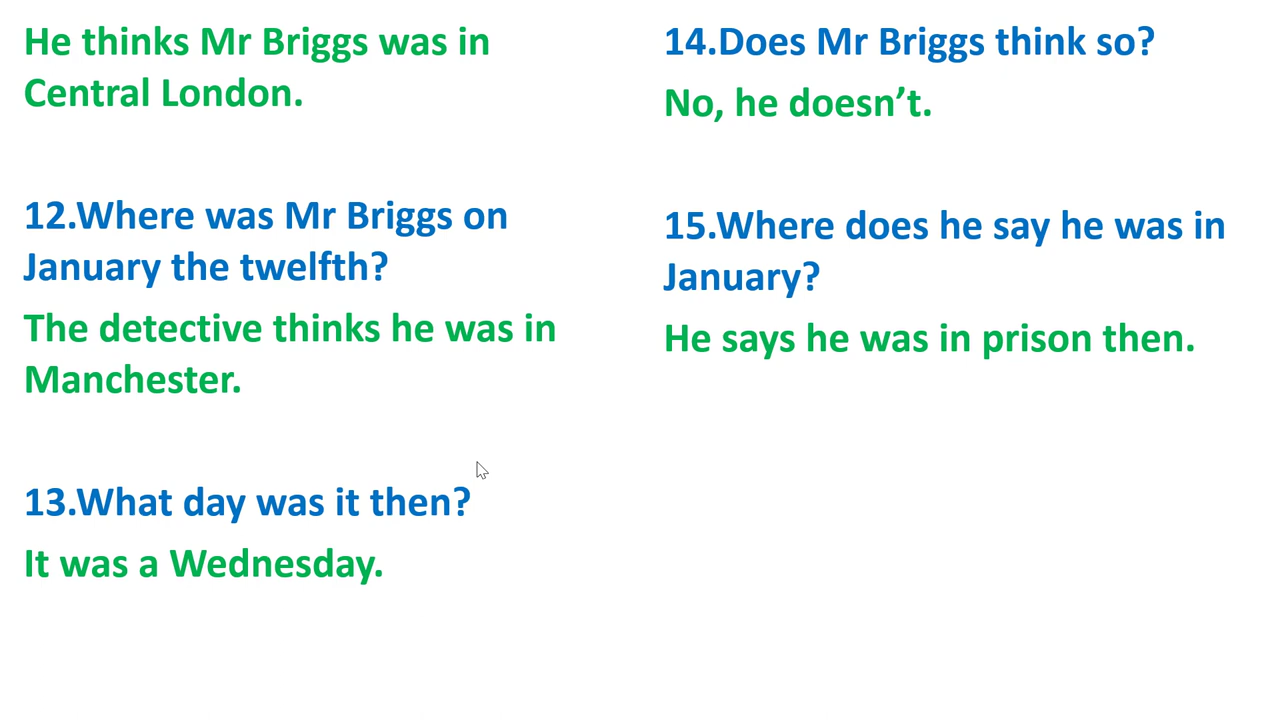 He thinks Mr Briggs was in
Central London.
12.Where was Mr Briggs on
January the twelfth?
The detective thinks he was in
Manchester.
13.What day was it then?
It was a Wednesday.
14.Does Mr Briggs think so?
No, he doesn’t.
15.Where does he say he was in
January?
He says he was in prison then.